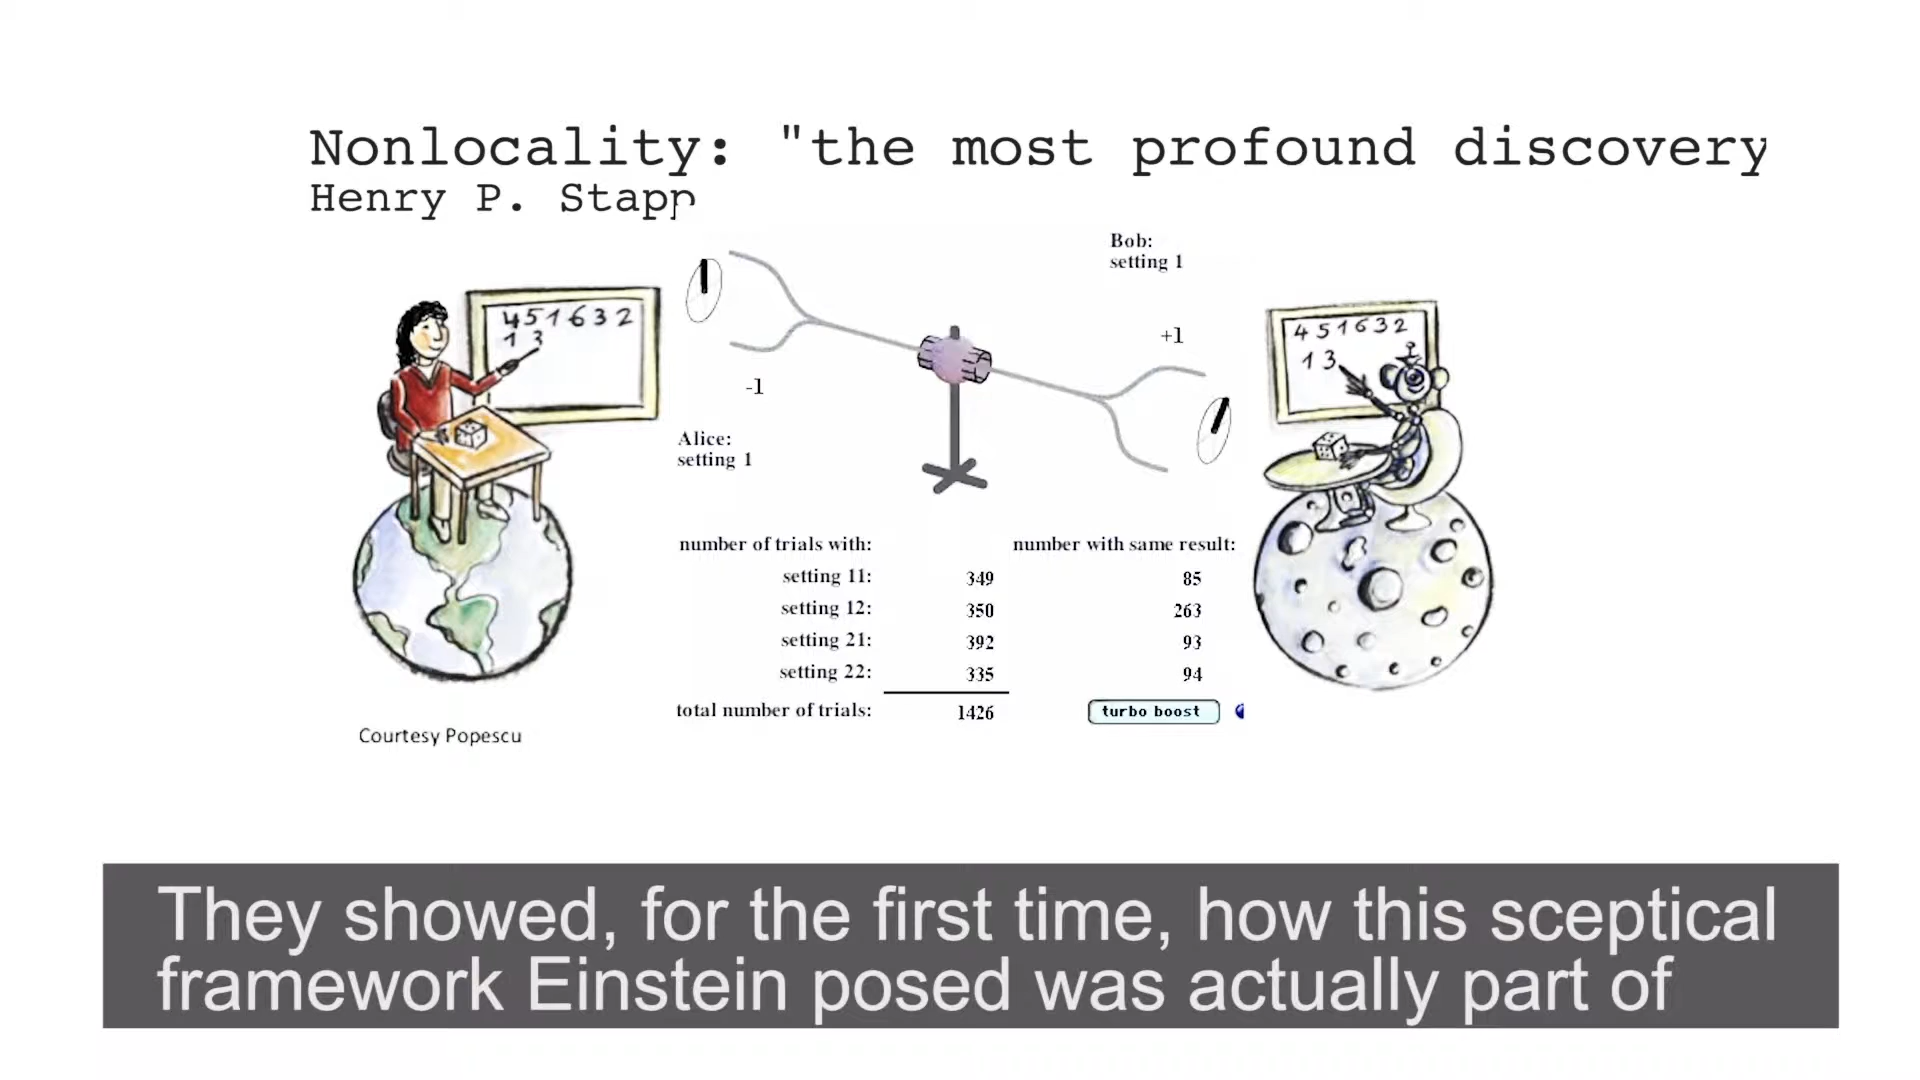 Nonlocality: "the most profound discovery
Henry P. Stapp
Bob:
setting 1
+1
-1
Alice:
setting 1
451632
13
451632
13
number of trials with: number with same result:
setting 11: 349 85
setting 12: 350 263
setting 21: 392 93
setting 22: 335 94
total number of trials: 1426 turbo boost
Courtesy Popescu
They showed, for the first time, how this sceptical
framework Einstein posed was actually part of